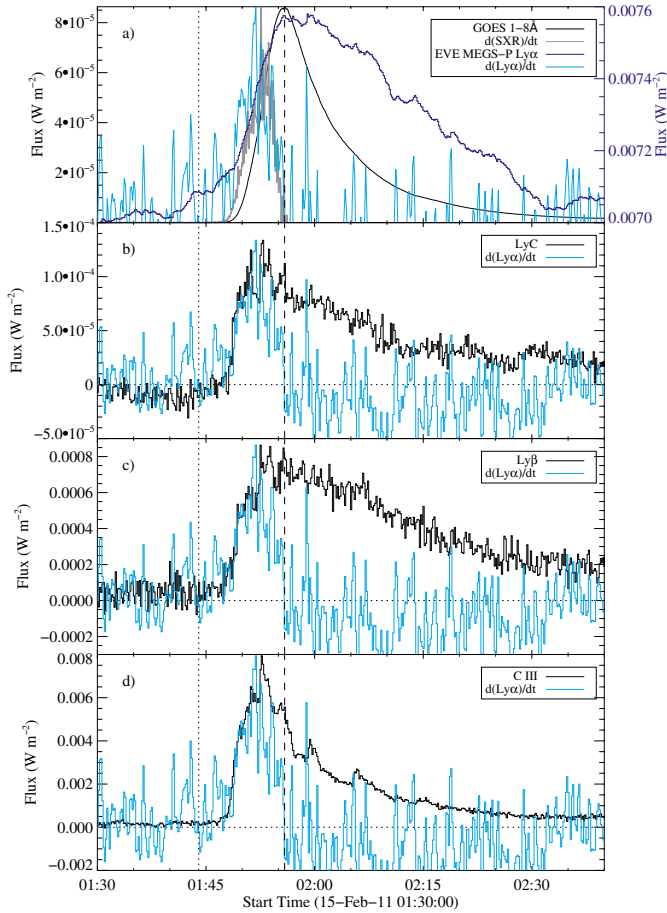 a)
GOES 1−8Å
d(SXR)/dt
EVE MEGS−P Lyα
d(Lyα)/dt
8•10⁻⁵
6•10⁻⁵
4•10⁻⁵
2•10⁻⁵
Flux (W m⁻²)
0.0076
0.0074
0.0072
0.0070
Flux (W m⁻²)
b)
LyC
d(Lyα)/dt
1.5•10⁻⁴
1.0•10⁻⁴
5.0•10⁻⁵
0
−5.0•10⁻⁵
Flux (W m⁻²)
c)
Lyβ
d(Lyα)/dt
0.0008
0.0006
0.0004
0.0002
0.0000
−0.0002
Flux (W m⁻²)
d)
C III
d(Lyα)/dt
0.008
0.006
0.004
0.002
0.000
−0.002
Flux (W m⁻²)
01:30 01:45 02:00 02:15 02:30
Start Time (15−Feb−11 01:30:00)